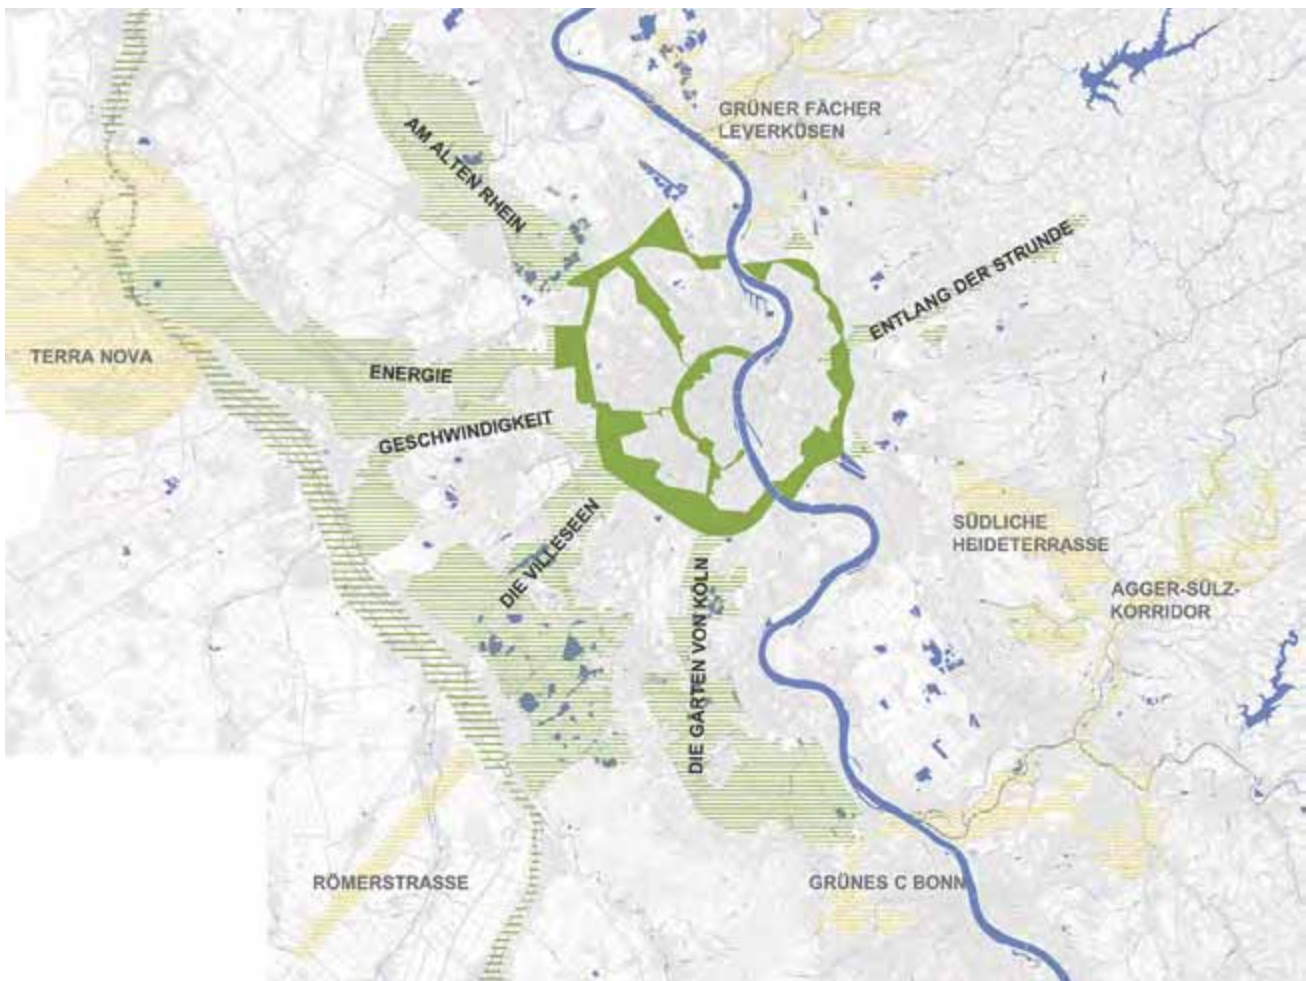 GRÜNER FÄCHER
LEVERKÜSEN
AM ALTEN RHEIN
ENTLANG DER STRUNDE
TERRA NOVA
ENERGIE
GESCHWINDIGKEIT
DIE VILLESEEN
SÜDLICHE
HEIDETERRASSE
AGGER-SÜLZ-
KORRIDOR
DIE GÄRTEN VON KÖLN
RÖMERSTRASSE
GRÜNES C BONN